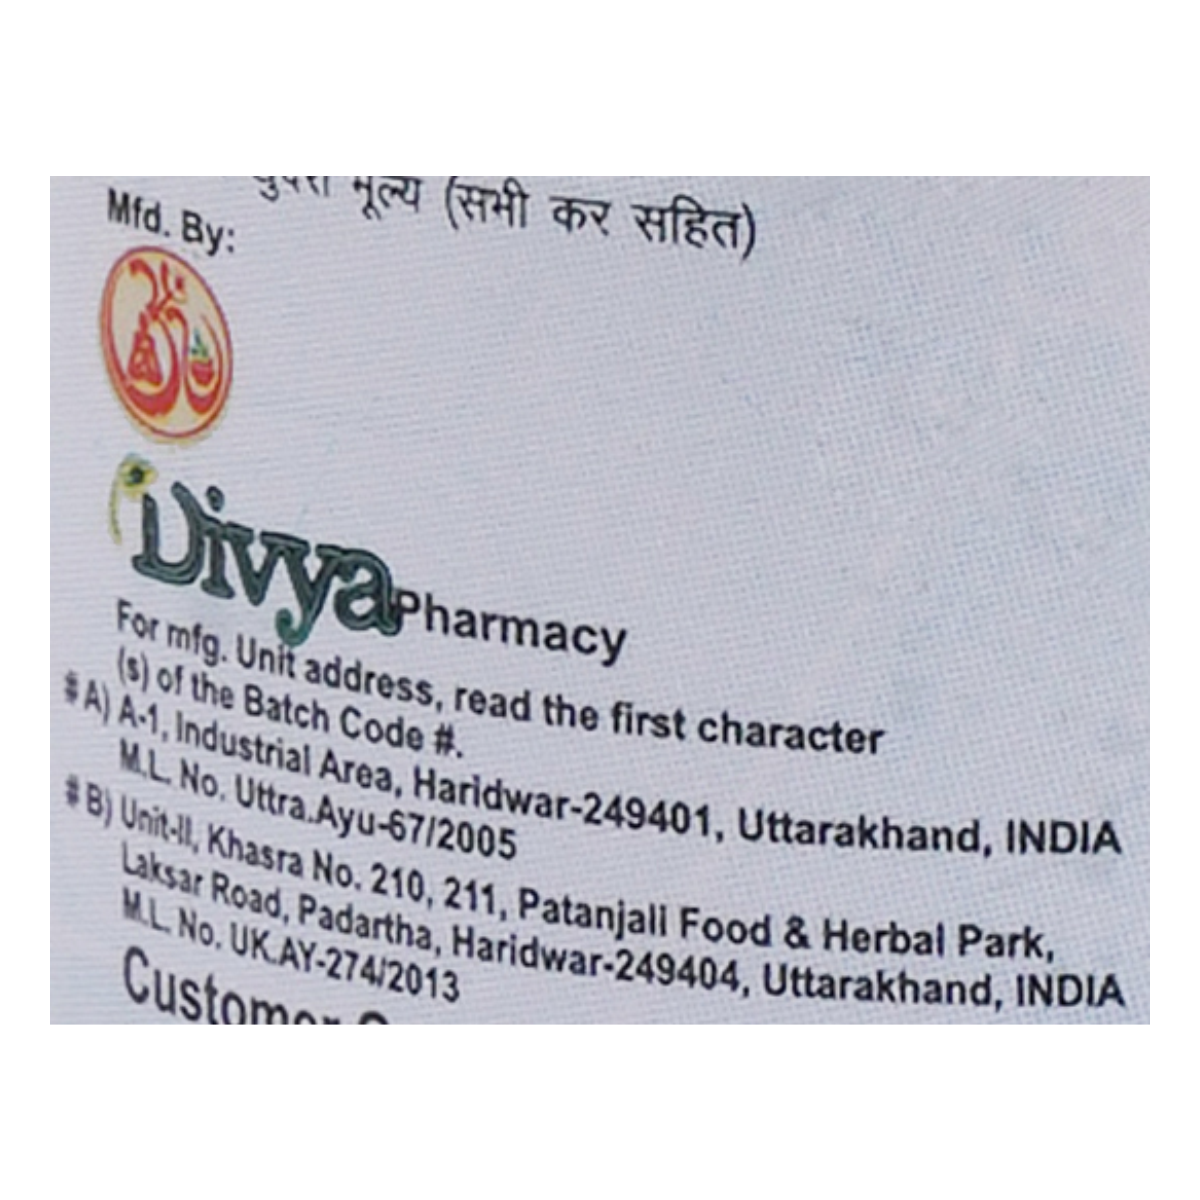 मूल्य (सभी कर सहित)
Mfd. By:
Divya Pharmacy
For mfg. Unit address, read the first character
(s) of the Batch Code #.
# A) A-1, Industrial Area, Haridwar-249401, Uttarakhand, INDIA
M.L. No. Uttra.Ayu-67/2005
# B) Unit-II, Khasra No. 210, 211, Patanjali Food & Herbal Park,
Laksar Road, Padartha, Haridwar-249404, Uttarakhand, INDIA
M.L. No. UK.AY-274/2013
Customer